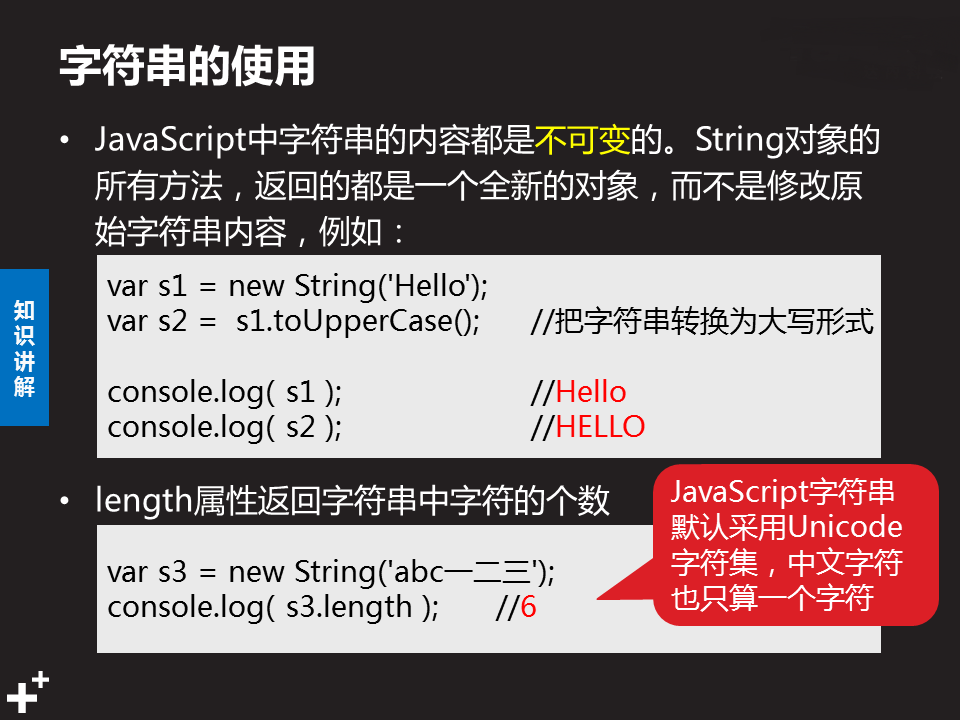 字符串的使用
• JavaScript中字符串的内容都是不可变的。String对象的
所有方法，返回的都是一个全新的对象，而不是修改原
始字符串内容，例如：
var s1 = new String('Hello');
var s2 =  s1.toUpperCase();    //把字符串转换为大写形式
console.log( s1 );    //Hello
console.log( s2 );    //HELLO
知
识
讲
解
• length属性返回字符串中字符的个数
var s3 = new String('abc一二三');
console.log( s3.length );    //6
JavaScript字符串
默认采用Unicode
字符集，中文字符
也只算一个字符